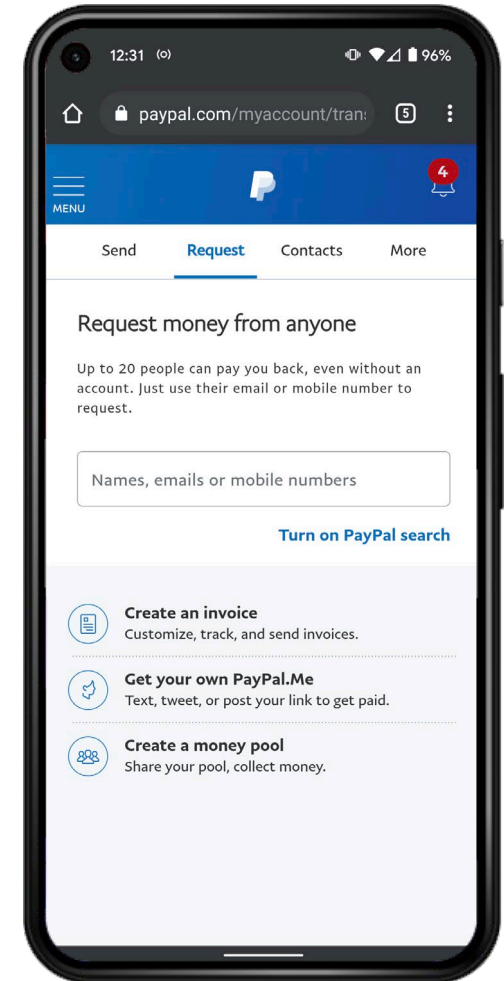 12:31
96%
paypal.com/myaccount/tran
5
4
MENU
Send Request Contacts More
Request money from anyone
Up to 20 people can pay you back, even without an
account. Just use their email or mobile number to
request.
Names, emails or mobile numbers
Turn on PayPal search
Create an invoice
Customize, track, and send invoices.
Get your own PayPal.Me
Text, tweet, or post your link to get paid.
Create a money pool
Share your pool, collect money.